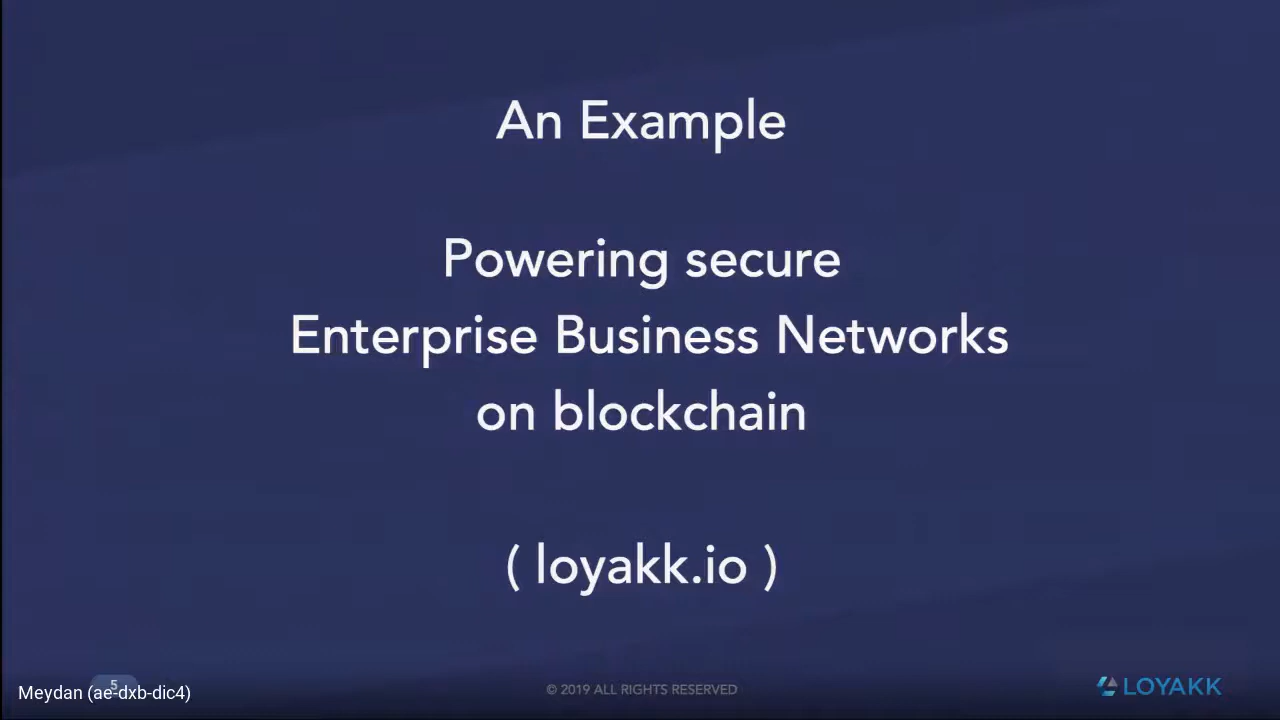 An Example
Powering secure
Enterprise Business Networks
on blockchain
( loyakk.io )
5
Meydan (ae-dxb-dic4)
© 2019 ALL RIGHTS RESERVED
LOYAKK